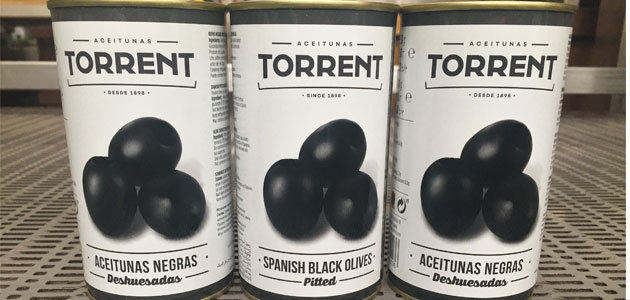 ACEITUNAS
TORRENT
· DESDE 1898 ·
ACEITUNAS NEGRAS
Deshuesadas
ACEITUNAS
TORRENT
· SINCE 1898 ·
SPANISH BLACK OLIVES
Pitted
ACEITUNAS
TORRENT
· DESDE 1898 ·
ACEITUNAS NEGRAS
Deshuesadas